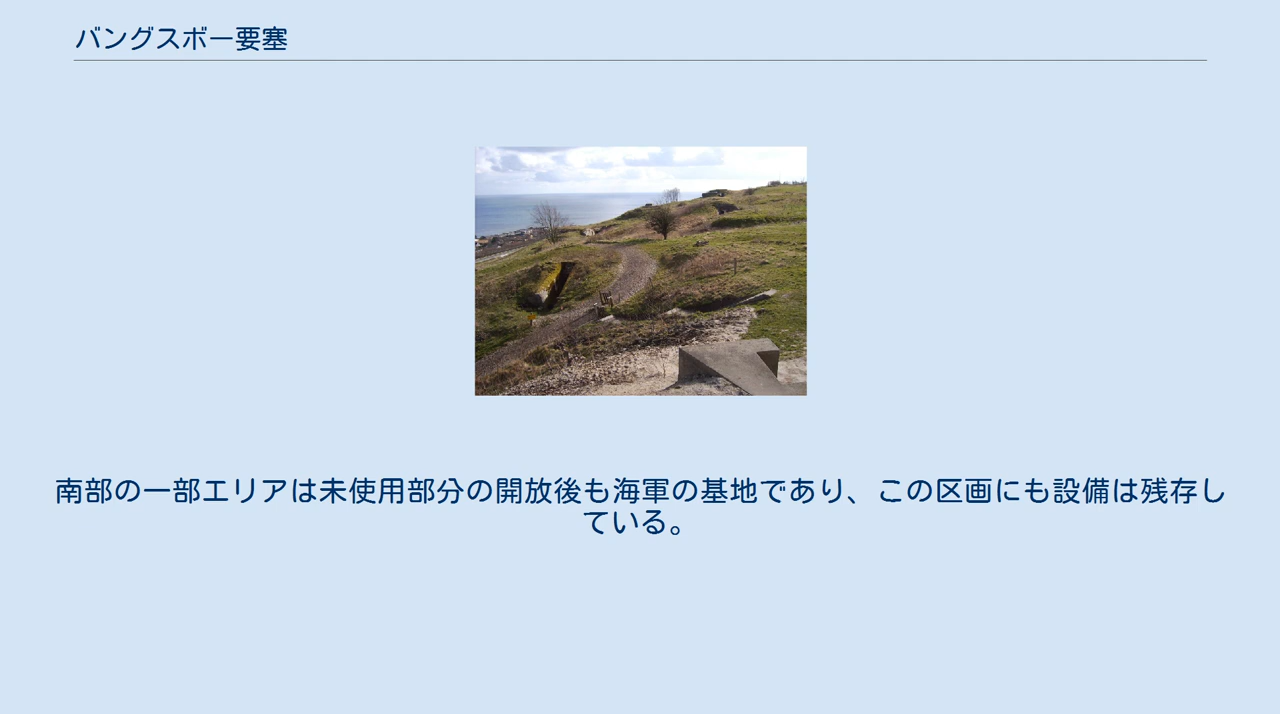 バングスボー要塞
南部の一部エリアは未使用部分の開放後も海軍の基地であり、この区画にも設備は残存し
ている。